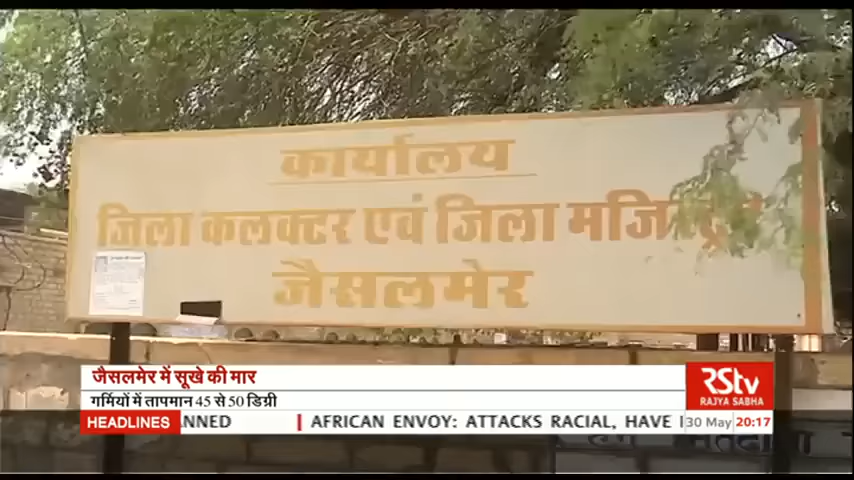 कार्यालय
जिला कलक्टर एवं जिला मजिस्ट्रेट
जैसलमेर
जैसलमेर में सूखे की मार
गर्मियों में तापमान 45 से 50 डिग्री
RStv
RAJYA SABHA
HEADLINES ANNED | AFRICAN ENVOY: ATTACKS RACIAL, HAVE 30 May 20:17